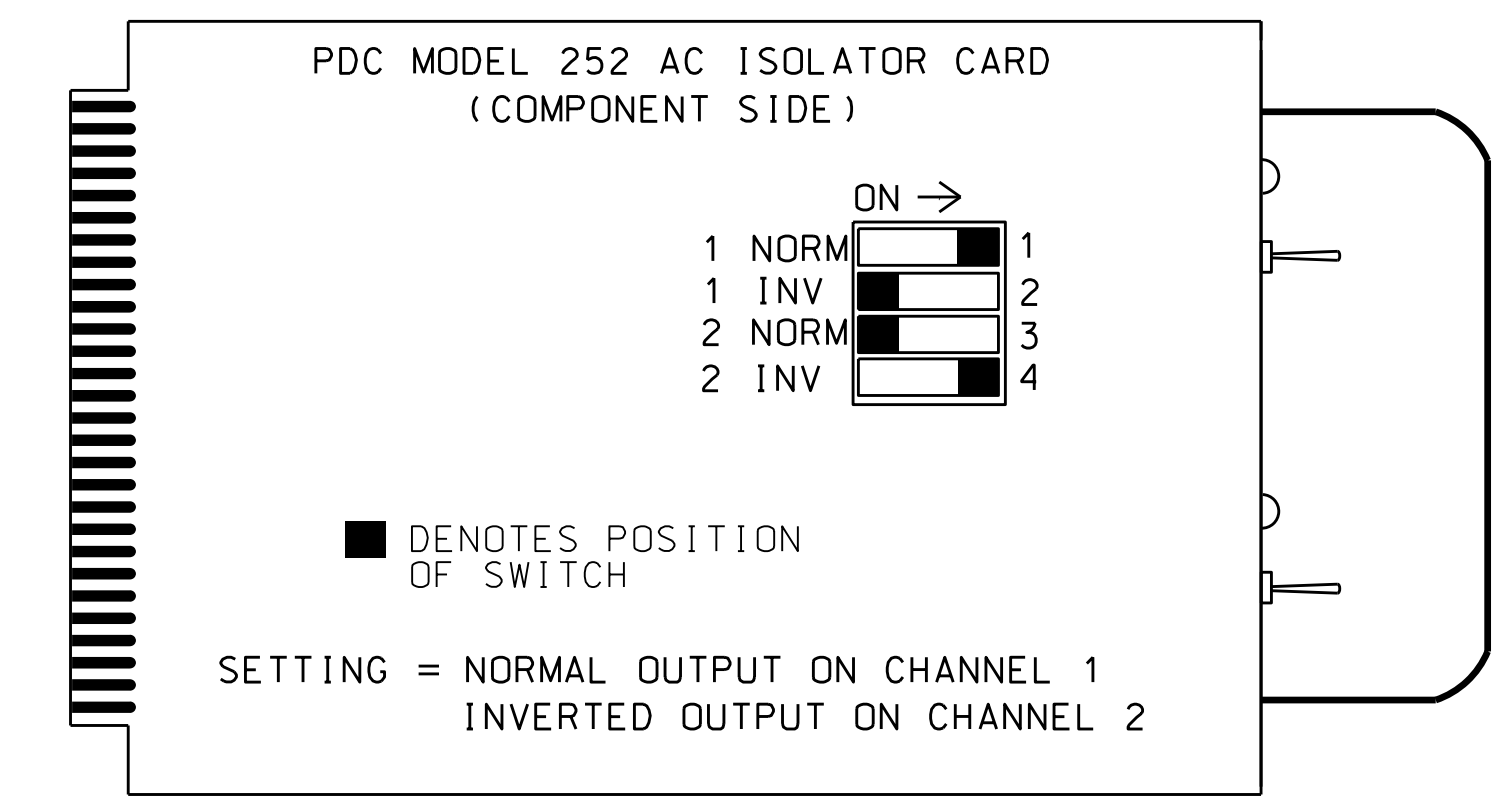 PDC MODEL 252 AC ISOLATOR CARD
(COMPONENT SIDE)
ON →
1 NORM 1
1 INV 2
2 NORM 3
2 INV 4
DENOTES POSITION
OF SWITCH
SETTING = NORMAL OUTPUT ON CHANNEL 1
INVERTED OUTPUT ON CHANNEL 2